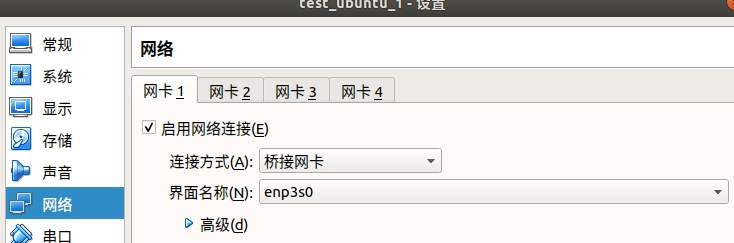 test_ubuntu_1 - 设置
常规
系统
显示
存储
声音
网络
串口
网络
网卡 1 网卡 2 网卡 3 网卡 4
启用网络连接(E)
连接方式(A): 桥接网卡
界面名称(N): enp3s0
高级(d)